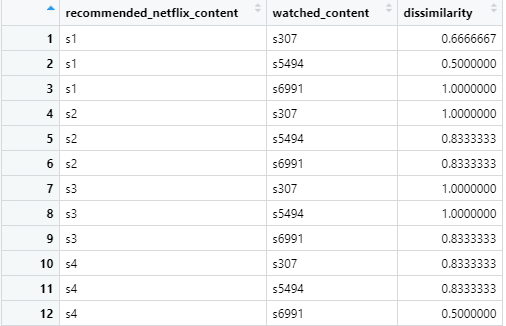 recommended_netflix_content watched_content dissimilarity
1 s1 s307 0.6666667
2 s1 s5494 0.5000000
3 s1 s6991 1.0000000
4 s2 s307 1.0000000
5 s2 s5494 0.8333333
6 s2 s6991 0.8333333
7 s3 s307 1.0000000
8 s3 s5494 1.0000000
9 s3 s6991 0.8333333
10 s4 s307 0.8333333
11 s4 s5494 0.8333333
12 s4 s6991 0.5000000